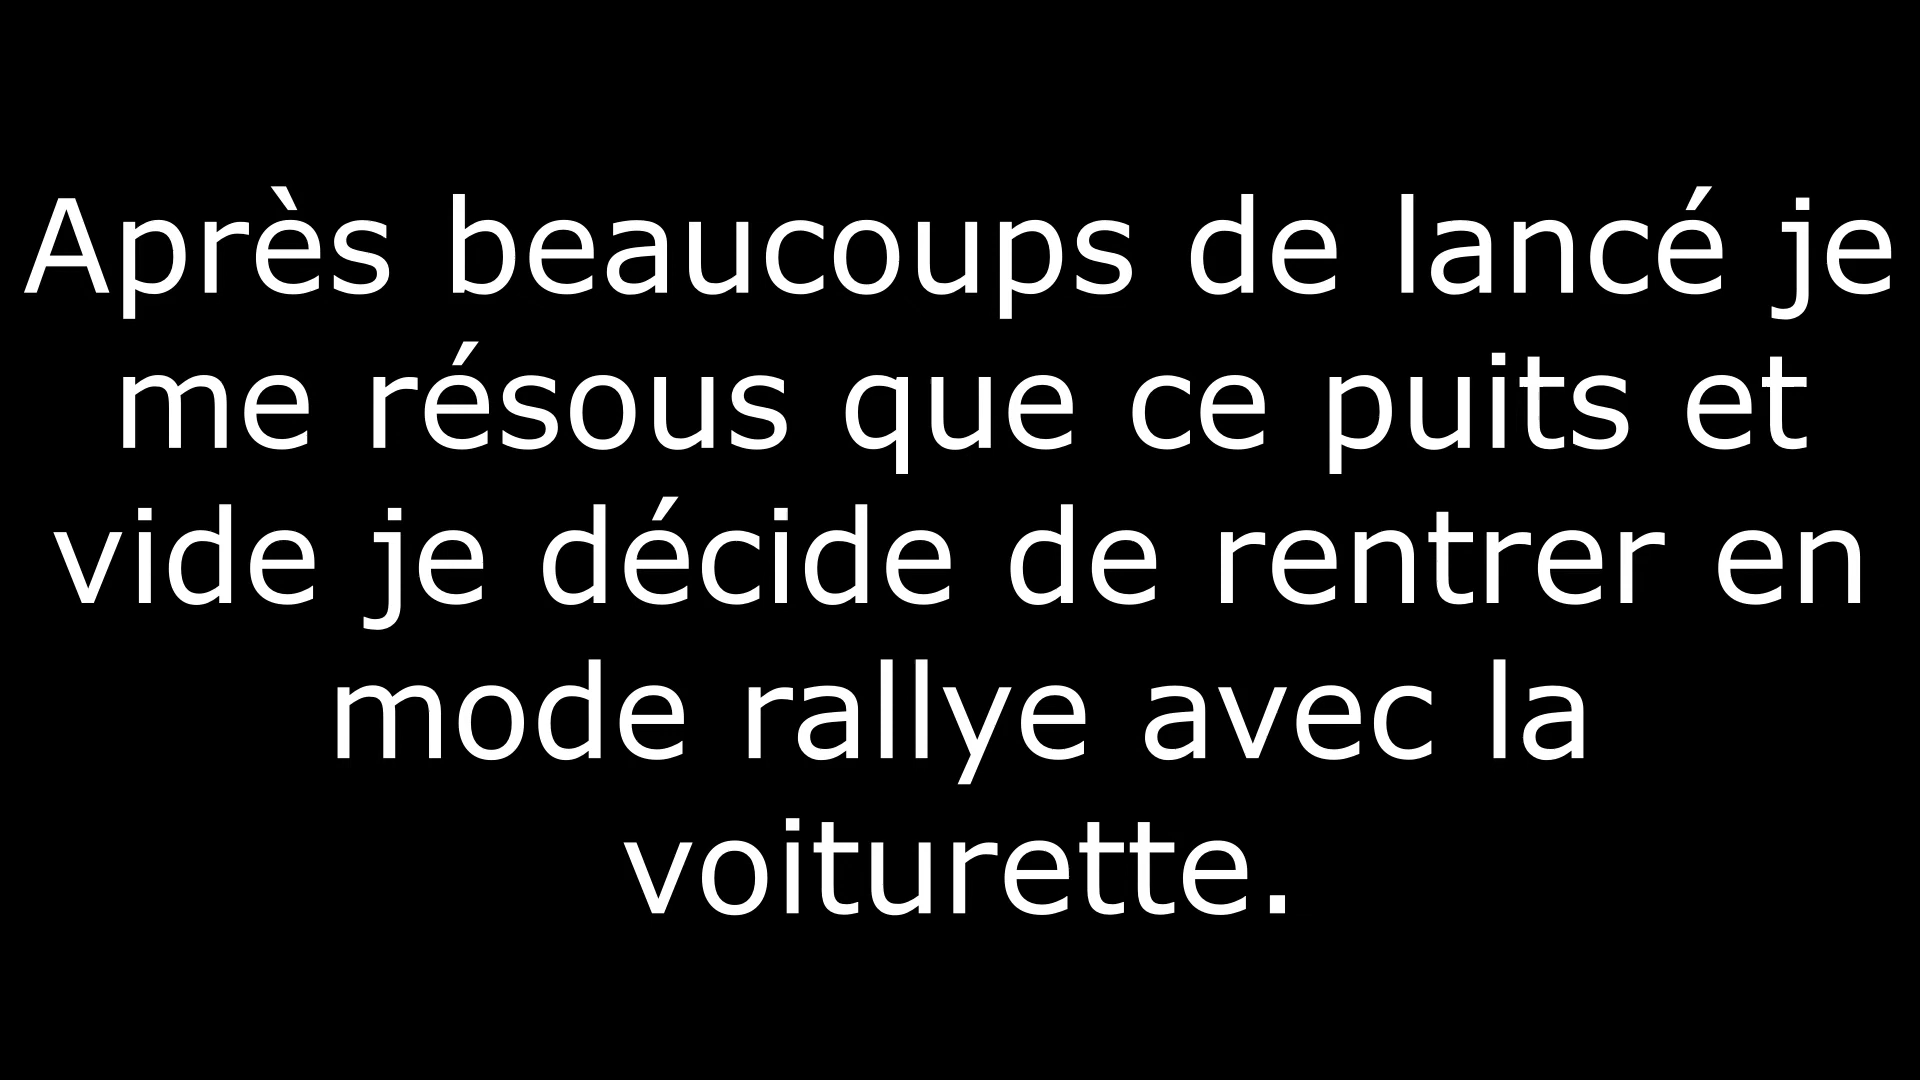 Après beaucoups de lancé je
me résous que ce puits et
vide je décide de rentrer en
mode rallye avec la
voiturette.